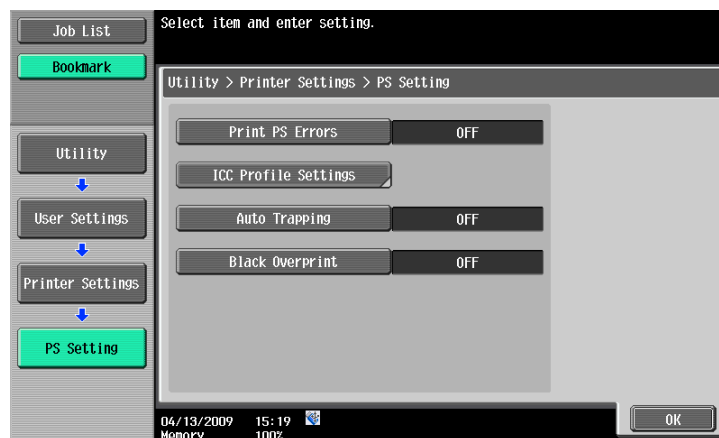 Job List
Select item and enter setting.
Bookmark
Utility > Printer Settings > PS Setting
Print PS Errors OFF
Utility
ICC Profile Settings
User Settings
Auto Trapping OFF
Black Overprint OFF
Printer Settings
PS Setting
04/13/2009 15:19
Memory 100%
OK